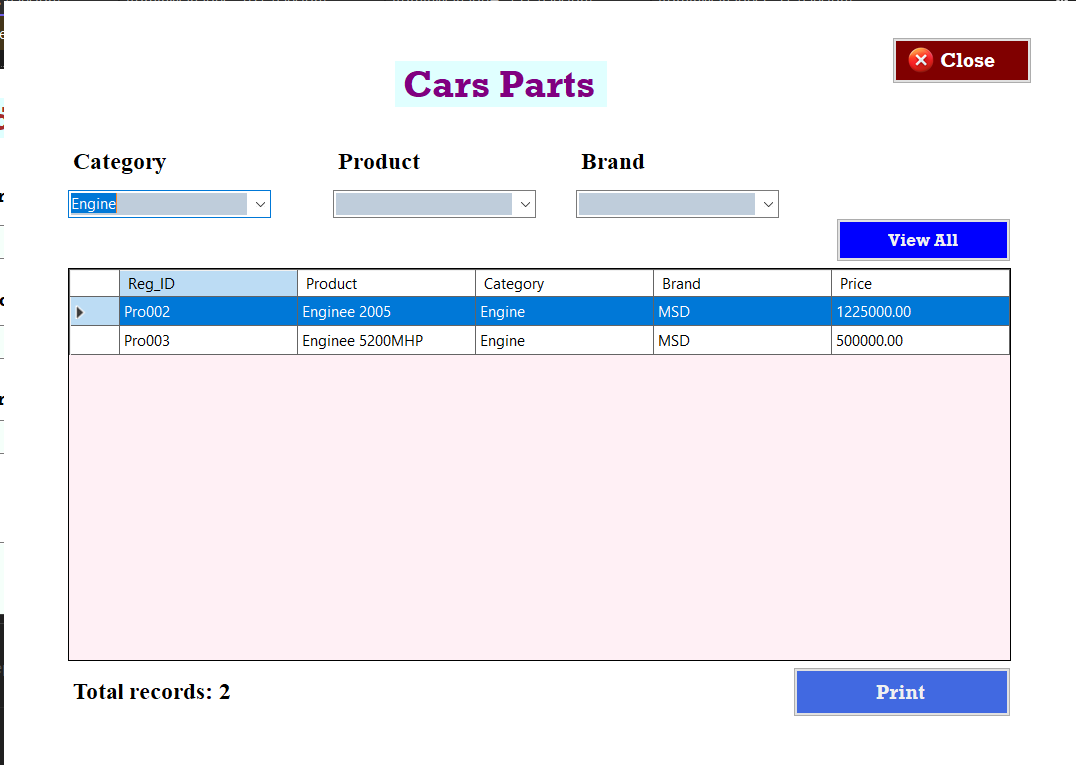 Close
Cars Parts
Category Product Brand
Engine
View All
Reg_ID Product Category Brand Price
Pro002 Enginee 2005 Engine MSD 1225000.00
Pro003 Enginee 5200MHP Engine MSD 500000.00
Total records: 2
Print